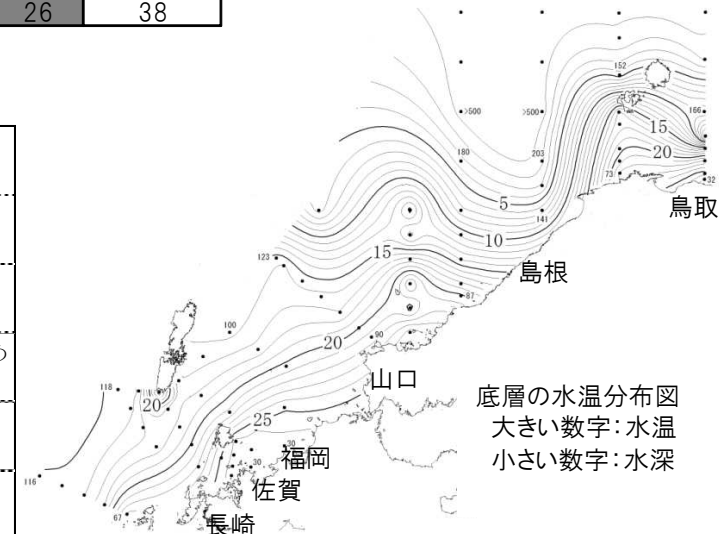 26 38
152
>500 >500
166
15
180 203
20
73 32
5
鳥取
141
10
123 15
島根
87
100
90
20
っ
山口
118
底層の水温分布図
20
大きい数字：水温
25
小さい数字：水深
30
福岡
116 30
佐賀
67
長崎